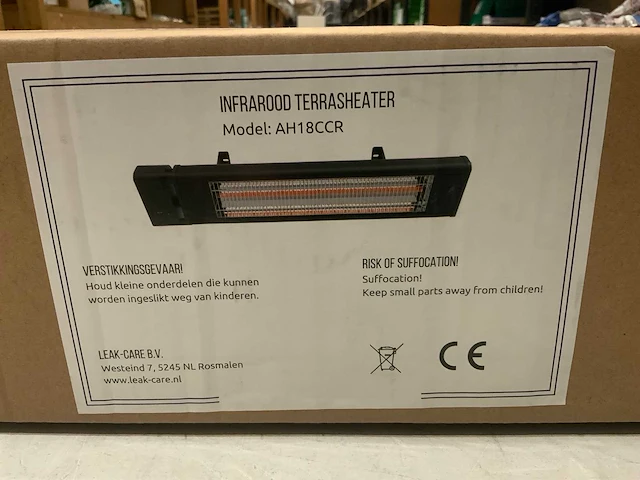 INFRAROOD TERRASHEATER
Model: AH18CCR
VERSTIKKINGSGEVAAR!
Houd kleine onderdelen die kunnen
worden ingeslikt weg van kinderen.
RISK OF SUFFOCATION!
Suffocation!
Keep small parts away from children!
LEAK-CARE B.V.
Westeind 7, 5245 NL Rosmalen
www.leak-care.nl
CE